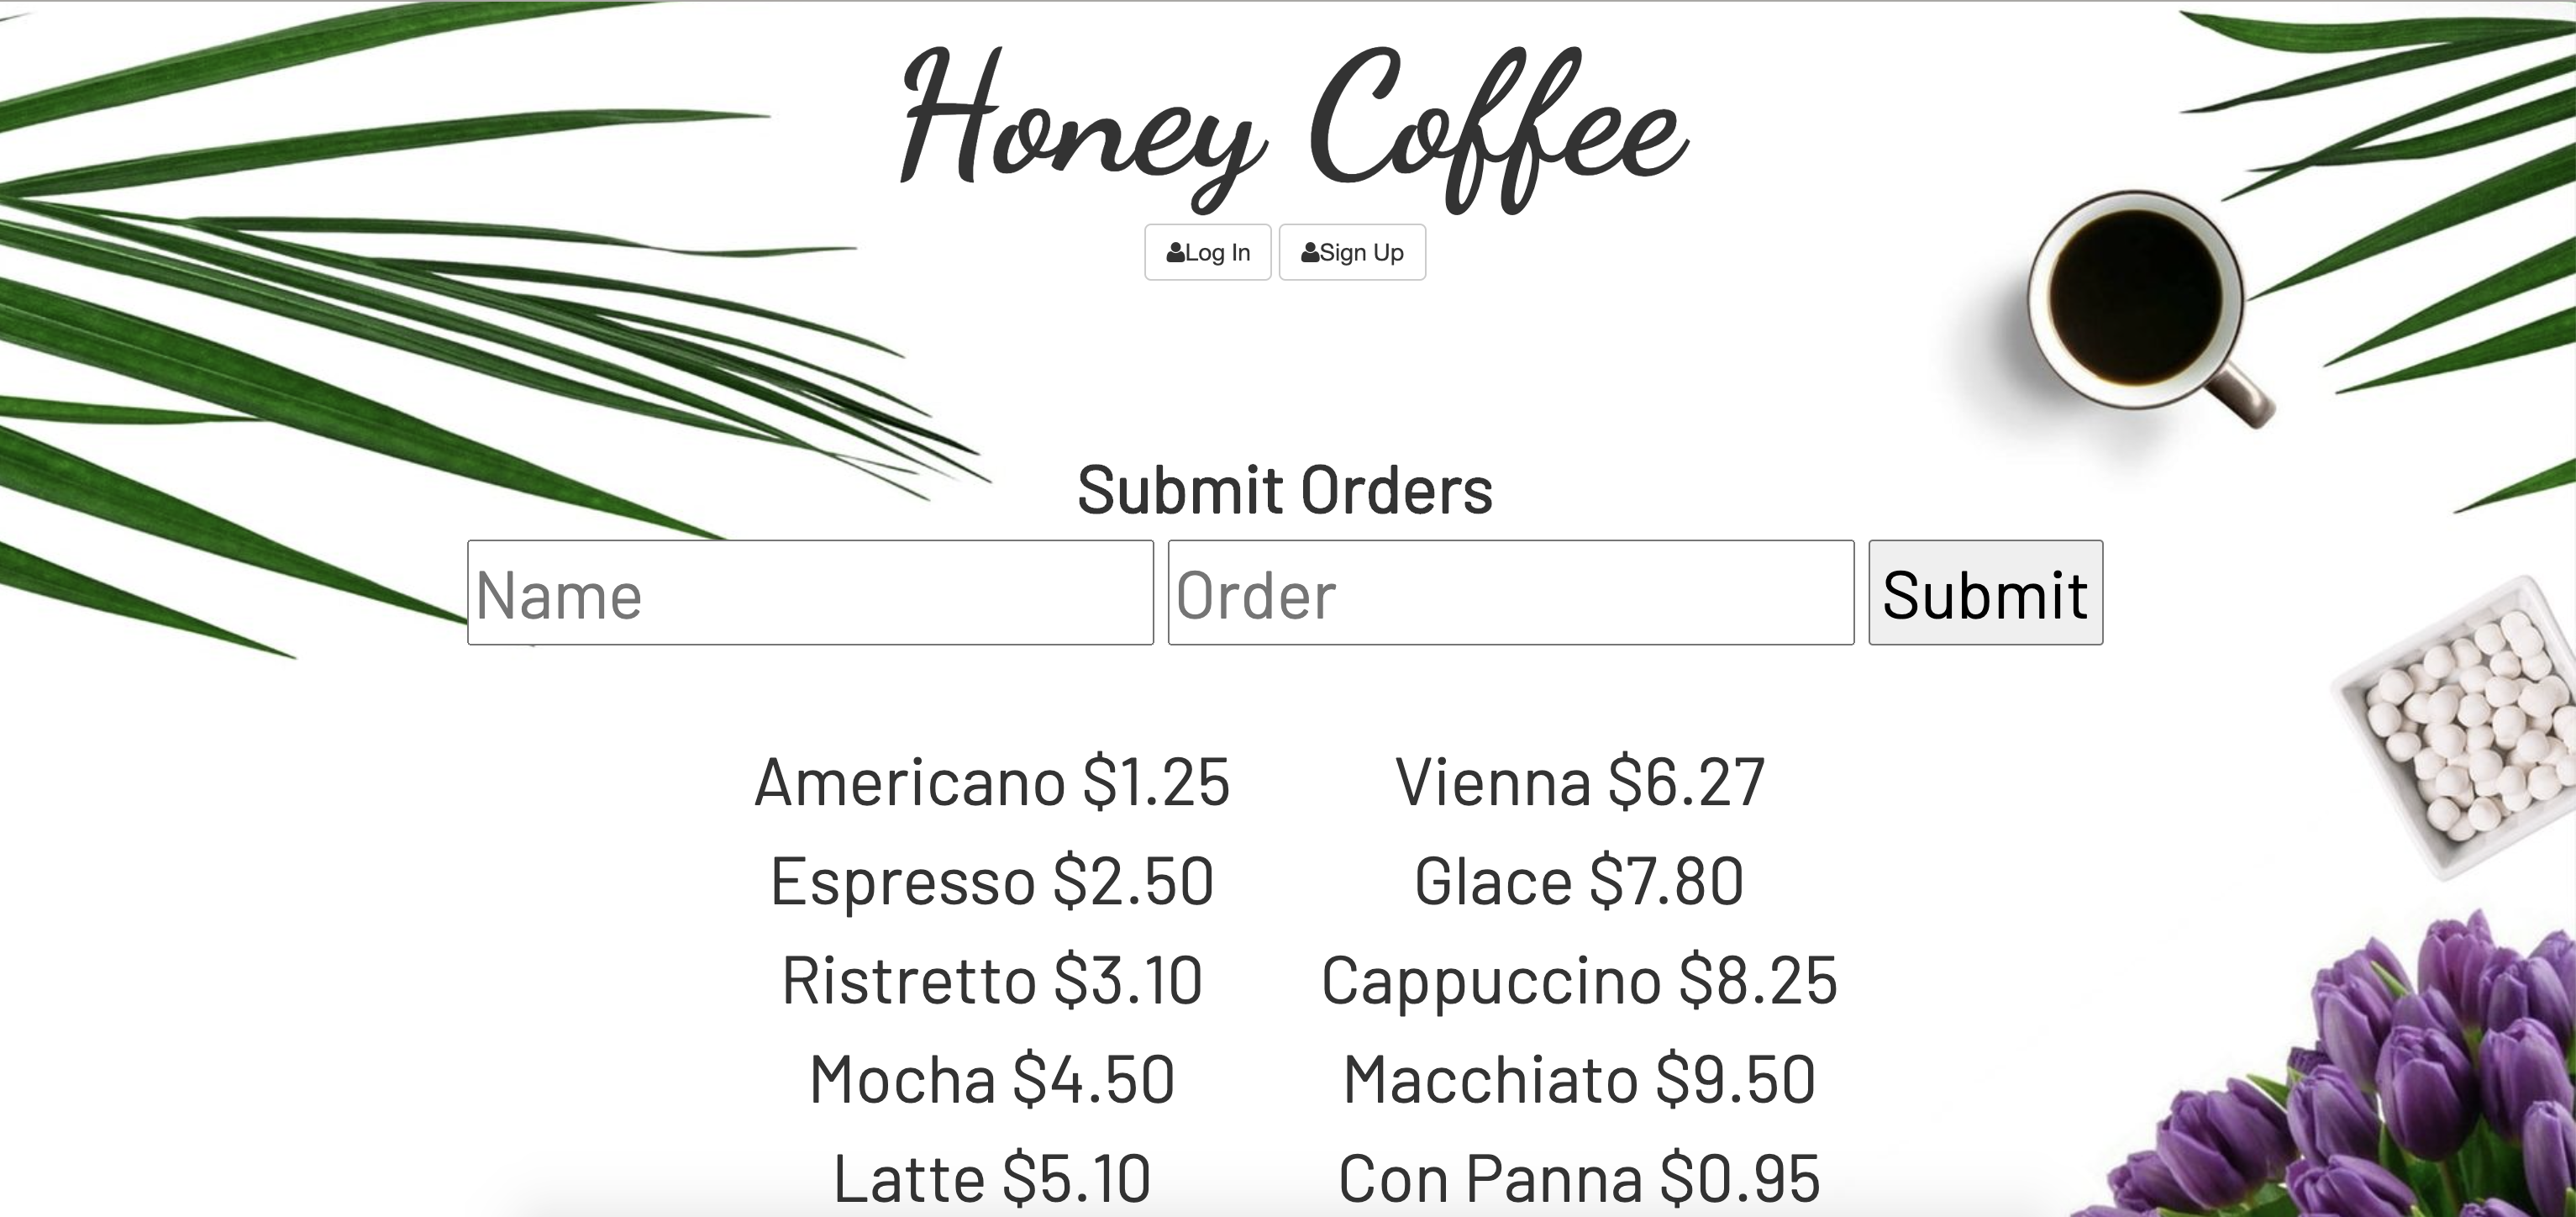 Honey Coffee
Log In Sign Up
Submit Orders
Name Order Submit
Americano $1.25
Espresso $2.50
Ristretto $3.10
Mocha $4.50
Latte $5.10
Vienna $6.27
Glace $7.80
Cappuccino $8.25
Macchiato $9.50
Con Panna $0.95